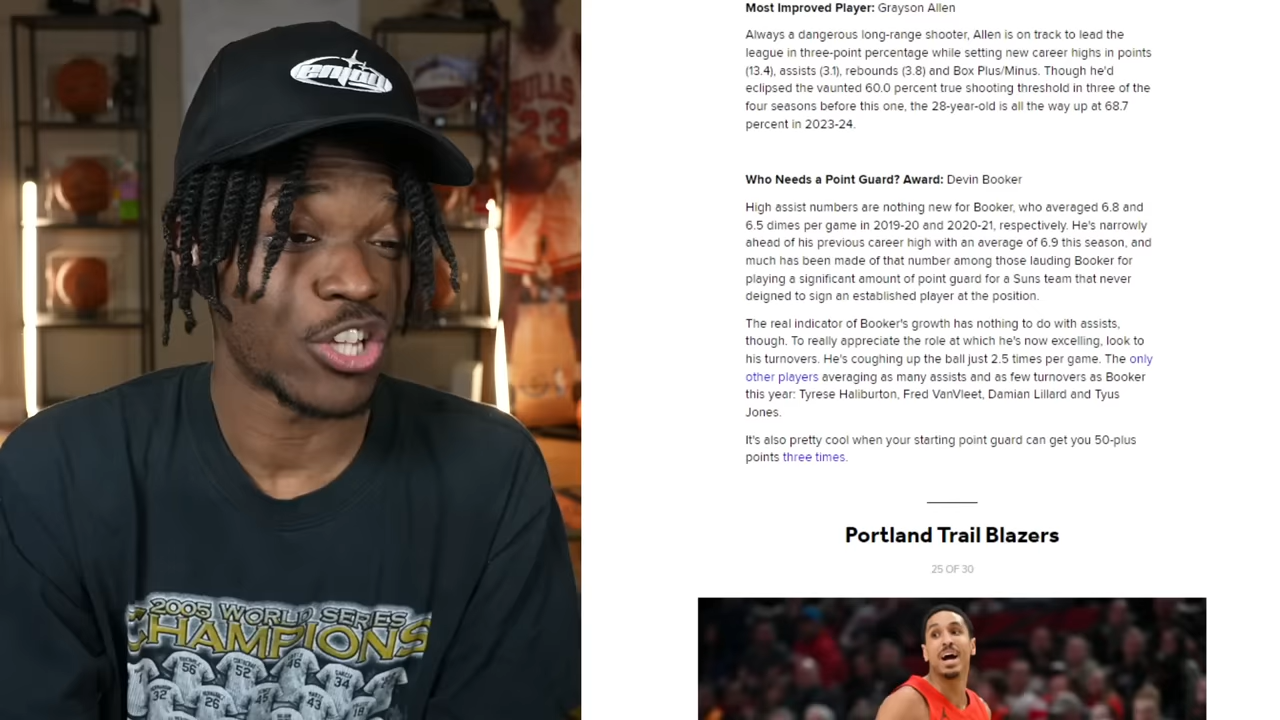 enjoy
BULLS
23
2005 WORLD SERIES
CHAMPIONS
56
52
46
34
32
26
45
43
18
Most Improved Player: Grayson Allen
Always a dangerous long-range shooter, Allen is on track to lead the
league in three-point percentage while setting new career highs in points
(13.4), assists (3.1), rebounds (3.8) and Box Plus/Minus. Though he'd
eclipsed the vaunted 60.0 percent true shooting threshold in three of the
four seasons before this one, the 28-year-old is all the way up at 68.7
percent in 2023-24.
Who Needs a Point Guard? Award: Devin Booker
High assist numbers are nothing new for Booker, who averaged 6.8 and
6.5 dimes per game in 2019-20 and 2020-21, respectively. He's narrowly
ahead of his previous career high with an average of 6.9 this season, and
much has been made of that number among those lauding Booker for
playing a significant amount of point guard for a Suns team that never
deigned to sign an established player at the position.
The real indicator of Booker's growth has nothing to do with assists,
though. To really appreciate the role at which he's now excelling, look to
his turnovers. He's coughing up the ball just 2.5 times per game. The only
other players averaging as many assists and as few turnovers as Booker
this year: Tyrese Haliburton, Fred VanVleet, Damian Lillard and Tyus
Jones.
It's also pretty cool when your starting point guard can get you 50-plus
points three times.
Portland Trail Blazers
25 OF 30